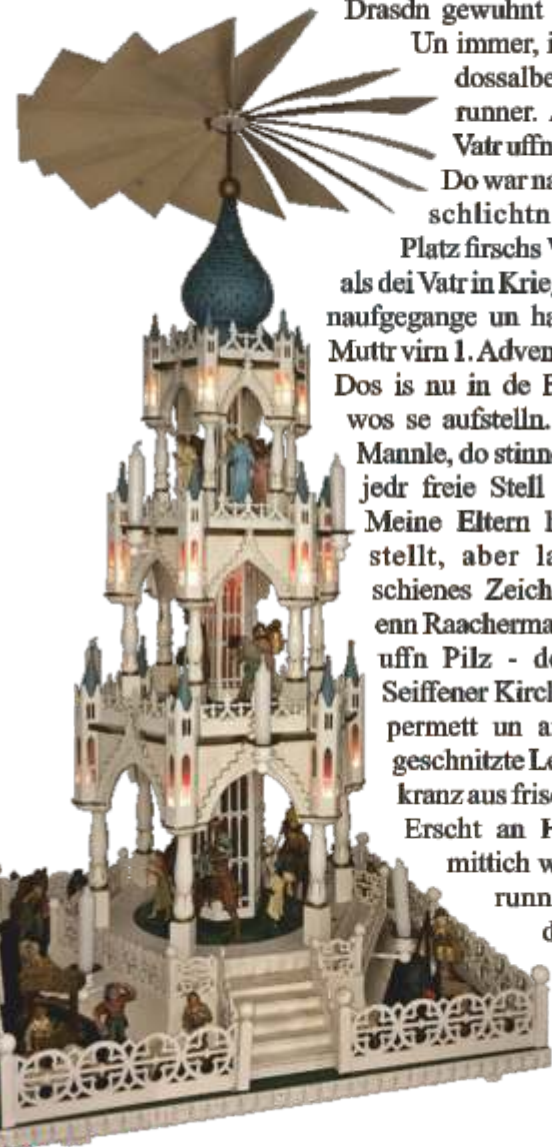 Drasdn gewuhnt
Un immer, i
dossalbe
runner. A
Vatr uffn
Do war na
schlichtn
Platz firschs V
als dei Vatr in Krieg
naufgegange un ha
Muttr virn 1. Adven
Dos is nu in de
wos se aufstelln.
Mannle, do stinn
jedr freie Stell
Meine Eltern
stellt, aber la
schienes Zeich
enn Raacherma
uffn Pilz - de
Seiffener Kirch
permett un a
geschnitzte Le
kranz aus frisc
Erscht an H
mittich w
runn
d